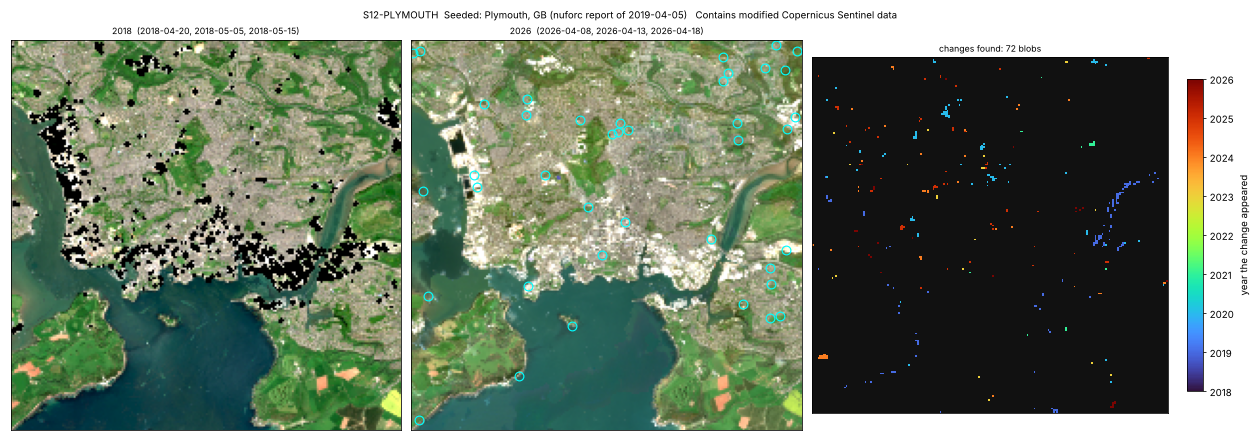 S12-PLYMOUTH  Seeded: Plymouth, GB (nuforc report of 2019-04-05)   Contains modified Copernicus Sentinel data
2018  (2018-04-20, 2018-05-05, 2018-05-15)
2026  (2026-04-08, 2026-04-13, 2026-04-18)
changes found: 72 blobs
2026
2025
2024
2023
2022
2021
2020
2019
2018
year the change appeared